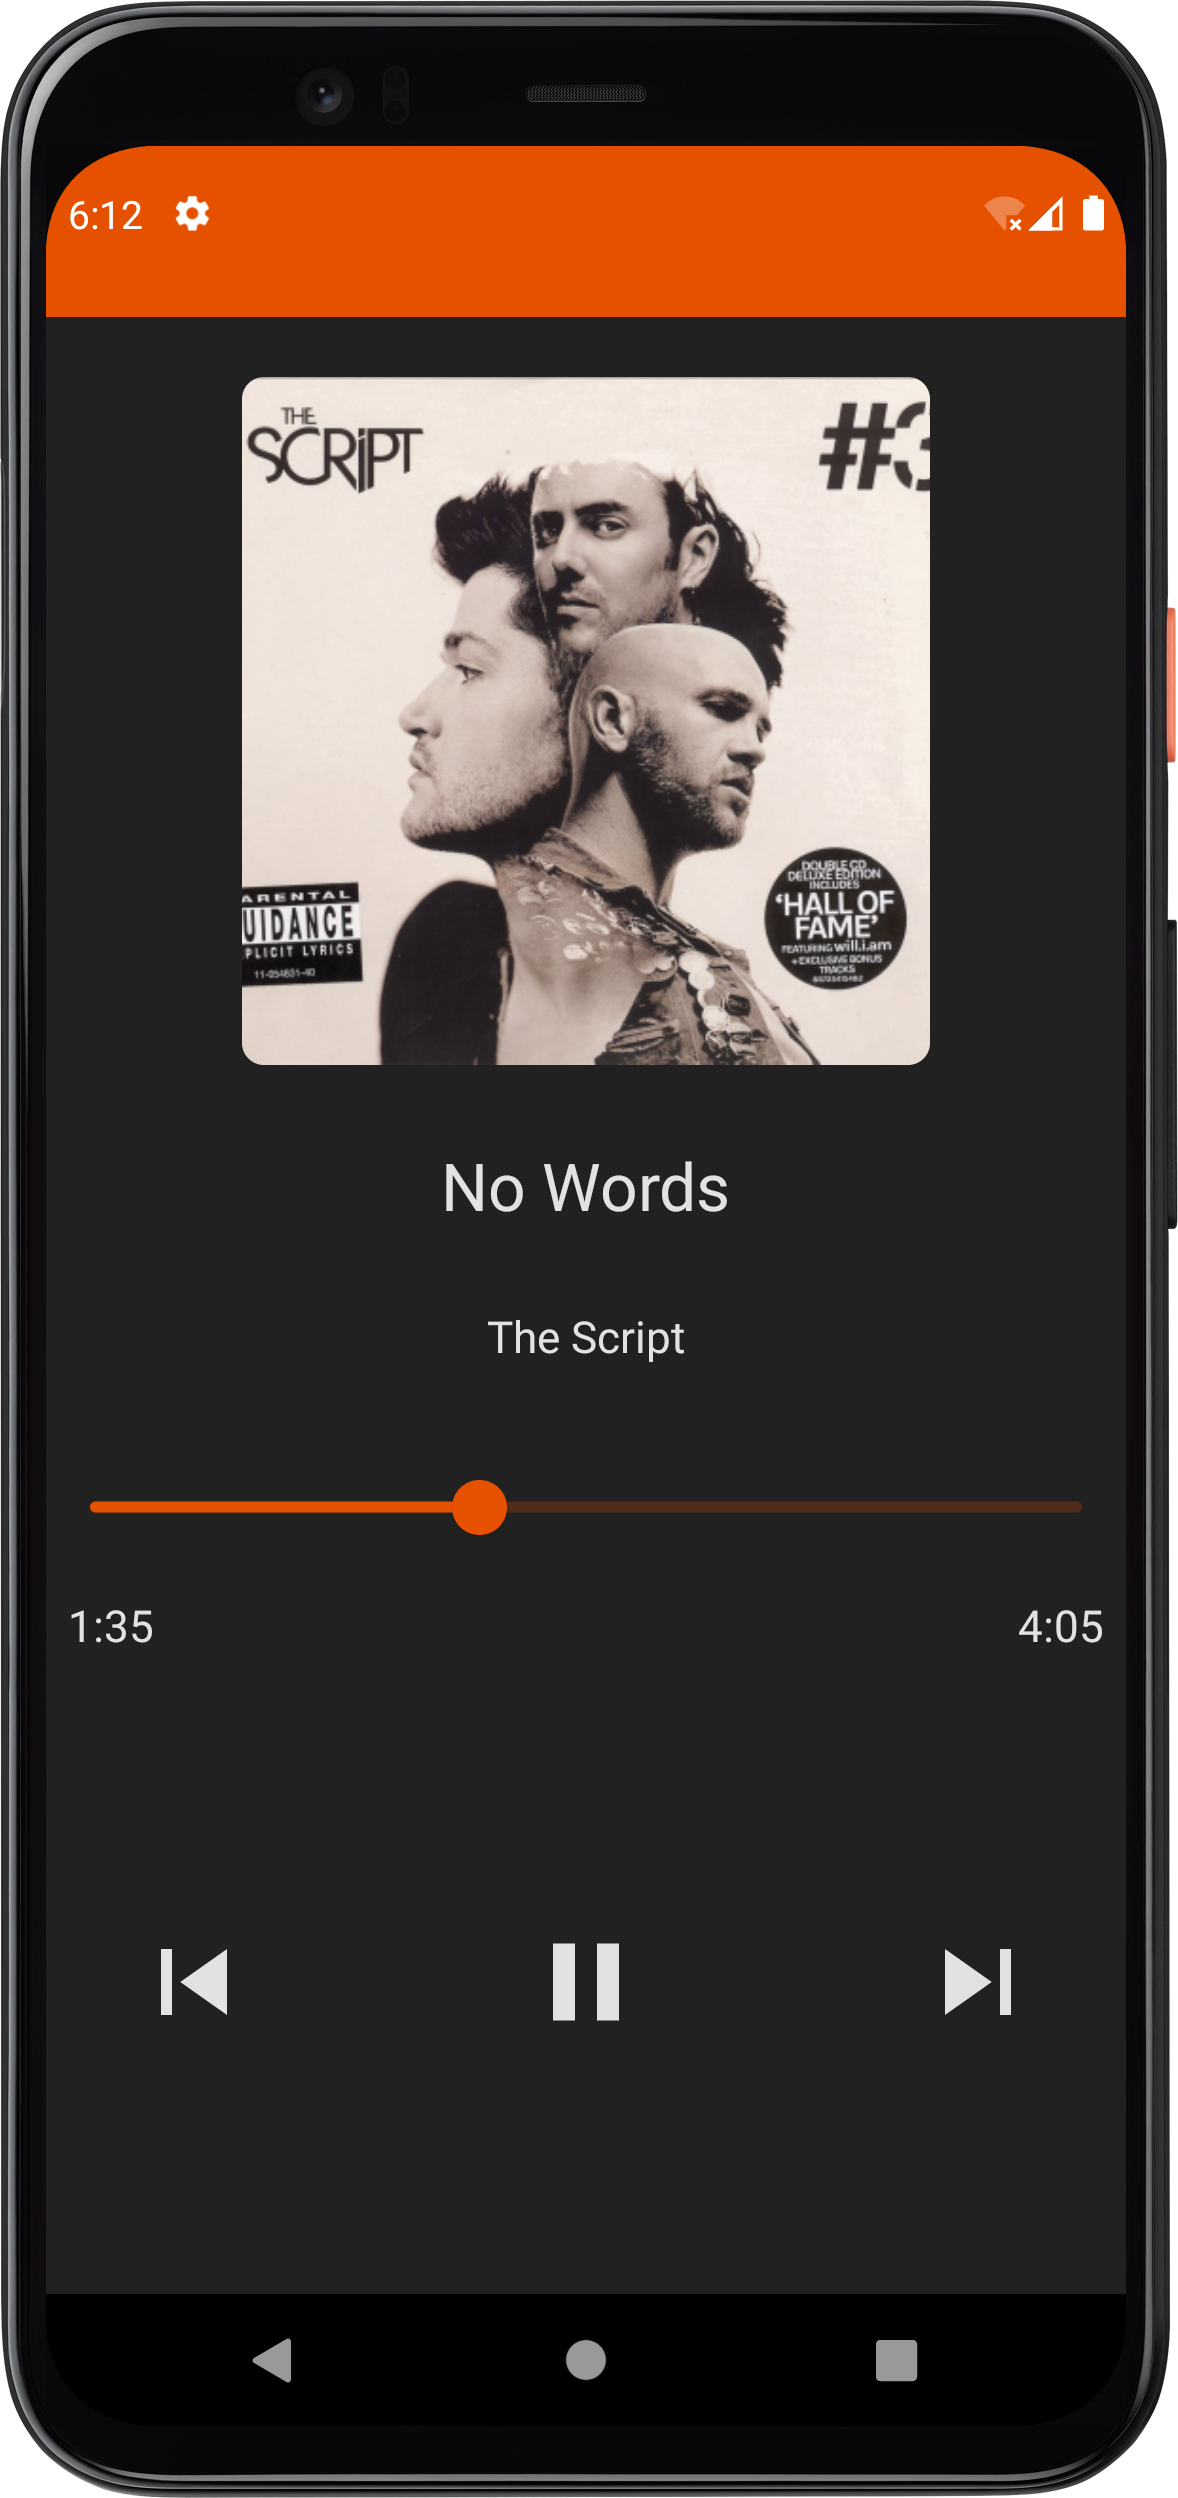 6:12
THE
SCRIPT
#3
ARENTAL
UIDANCE
PLICIT LYRICS
DOUBLE CD
DELUXE EDITION
INCLUDES
'HALL OF
FAME'
FEATURING will.i.am
+EXCLUSIVE BONUS
TRACKS
No Words
The Script
1:35
4:05